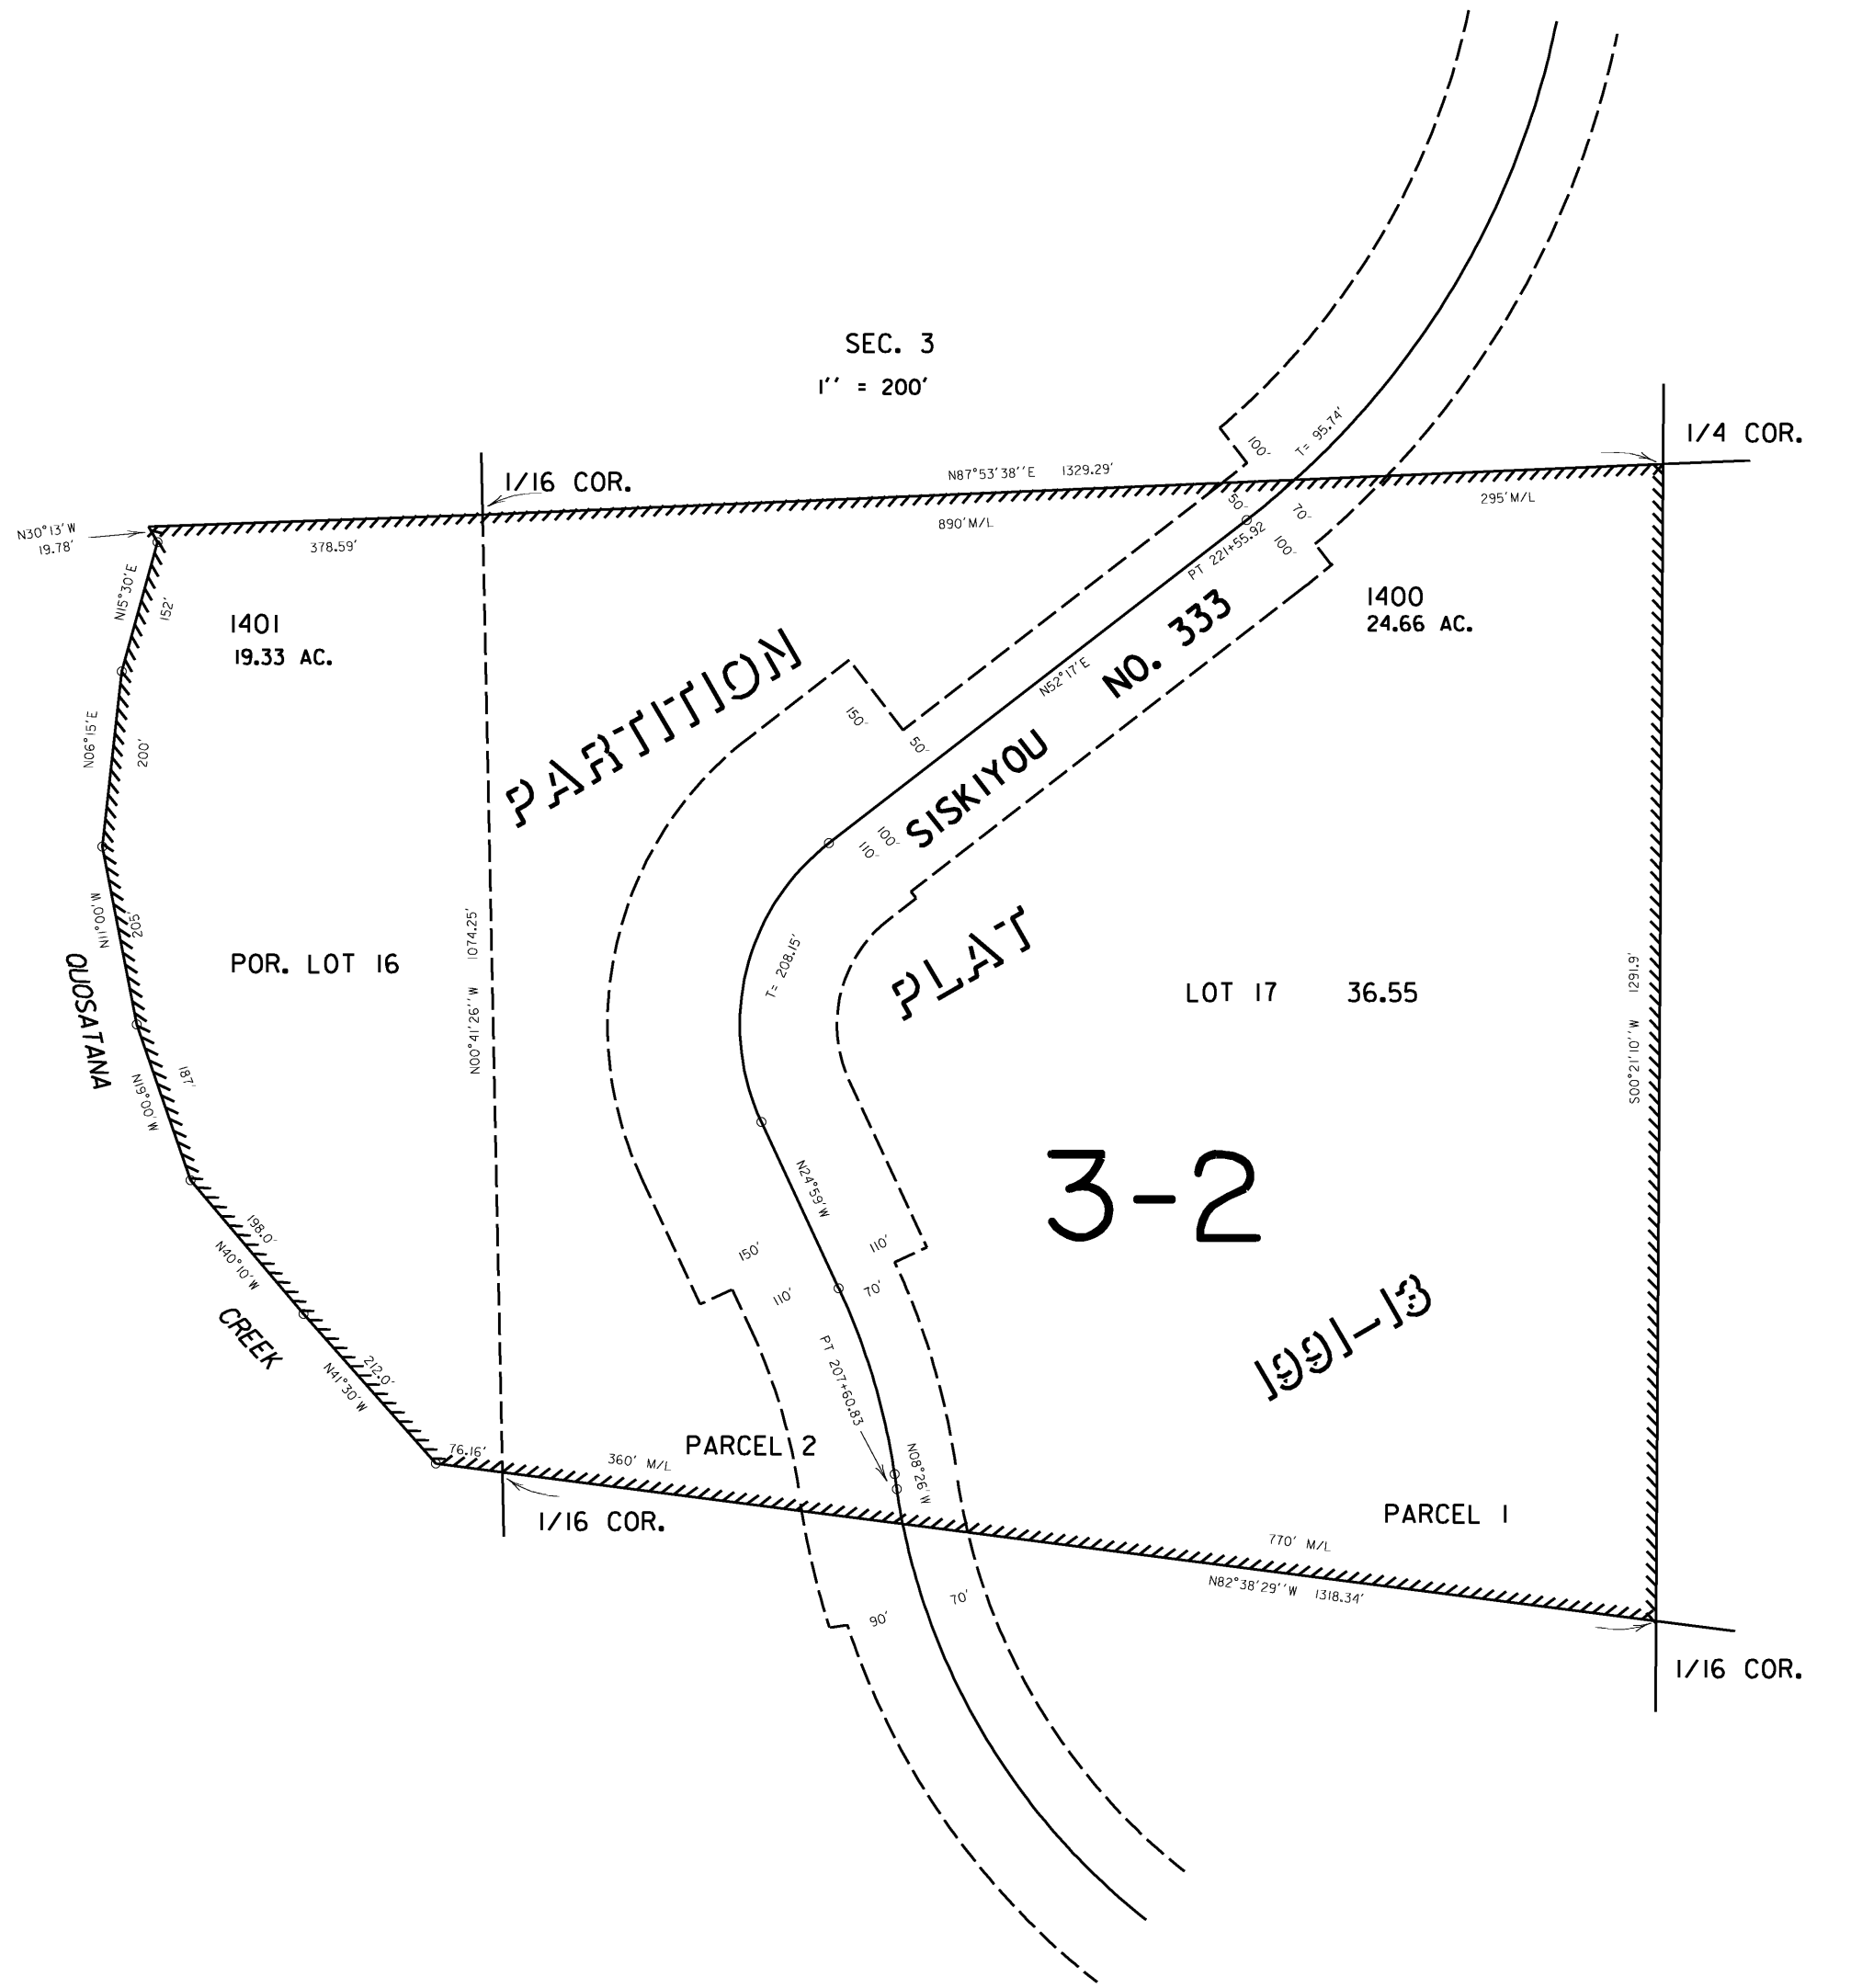 SEC. 3
1'' = 200'
1/4 COR.
1/16 COR.
N87°53'38''E 1329.29'
T= 95.74'
100'
N30°13'W
19.78'
378.59'
890'M/L
50'
70'
295'M/L
PT 221+55.92
100'
N15°30'E
152'
1401
19.33 AC.
1400
24.66 AC.
PARTITION
NO. 333
N52°17'E
N06°15'E
200'
150'
50'
SISKIYOU
100'
110'
N11°00'W
205'
QUOSATANA
POR. LOT 16
N00°41'26''W 1074.25'
T= 208.15'
PLAT
LOT 17 36.55
S00°21'10''W 1291.9'
N19°00'W
187'
3-2
N24°59'W
198.0'
N40°10'W
150'
110'
110'
70'
1991-13
CREEK
212.0'
N41°30'W
PT 207+60.83
76.16'
360' M/L
PARCEL 2
N08°26'W
1/16 COR.
PARCEL 1
770' M/L
N82°38'29''W 1318.34'
70'
90'
1/16 COR.